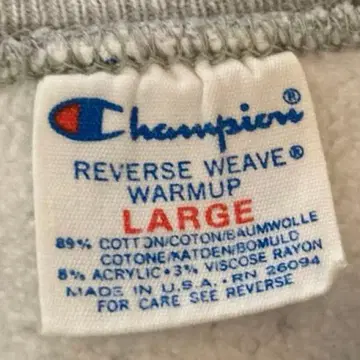 Champion®
REVERSE WEAVE®
WARMUP
LARGE
89% COTTON/COTON/BAUMWOLLE
COTONE/KATOEN/BOMULD
8% ACRYLIC•3% VISCOSE RAYON
MADE IN U.S.A.•RN 26094
FOR CARE SEE REVERSE